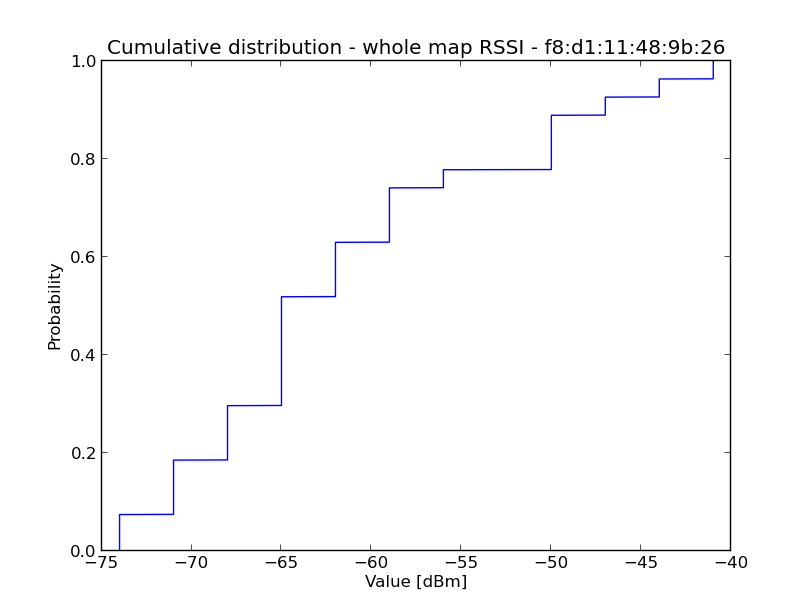 Cumulative distribution - whole map RSSI - f8:d1:11:48:9b:26
1.0
0.8
0.6
0.4
0.2
0.0
Probability
−75 −70 −65 −60 −55 −50 −45 −40
Value [dBm]